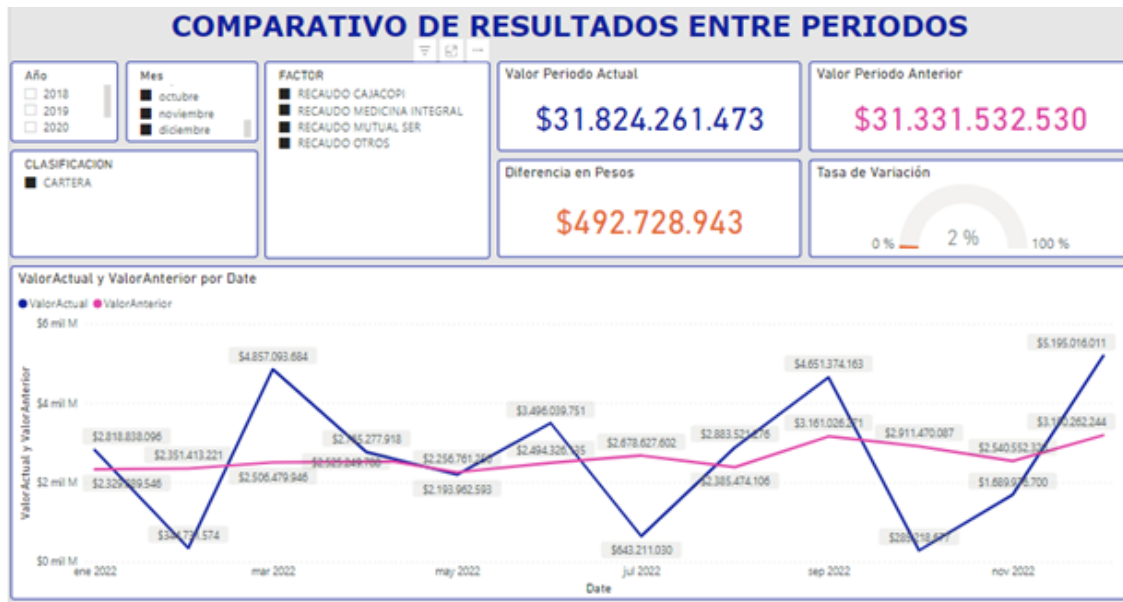 COMPARATIVO DE RESULTADOS ENTRE PERIODOS
Año
2018
2019
2020
Mes
octubre
noviembre
diciembre
FACTOR
RECAUDO CAJACOPI
RECAUDO MEDICINA INTEGRAL
RECAUDO MUTUAL SER
RECAUDO OTROS
Valor Periodo Actual
$31.824.261.473
Valor Periodo Anterior
$31.331.532.530
CLASIFICACION
CARTERA
Diferencia en Pesos
$492.728.943
Tasa de Variación
0 %
2 %
100 %
ValorActual y ValorAnterior por Date
ValorActual ValorAnterior
ValorActual y ValorAnterior
$6 mil M
$4 mil M
$2 mil M
$0 mil M
$5.195.016.011
$4.857.093.684
$4.651.374.163
$3.496.039.751
$2.818.838.096
$2.351.413.221
$2.678.627.602
$2.506.479.946
$2.193.962.593
$2.385.474.106
$2.911.470.087
$643.211.030
ene 2022
mar 2022
may 2022
jul 2022
sep 2022
nov 2022
Date